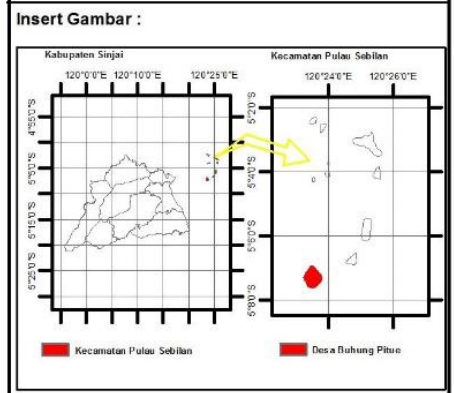 Insert Gambar :
Kabupaten Sinjai
Kecamatan Pulau Sebilan
120°0'0"E 120°10'0"E 120°25'0"E
120°24'0"E 120°26'0"E
4°55'0"S
5°5'0"S
5°15'0"S
5°25'0"S
5°2'0"S
5°4'0"S
5°6'0"S
5°8'0"S
Kecamatan Pulau Sebilan
Desa Buhung Pitue